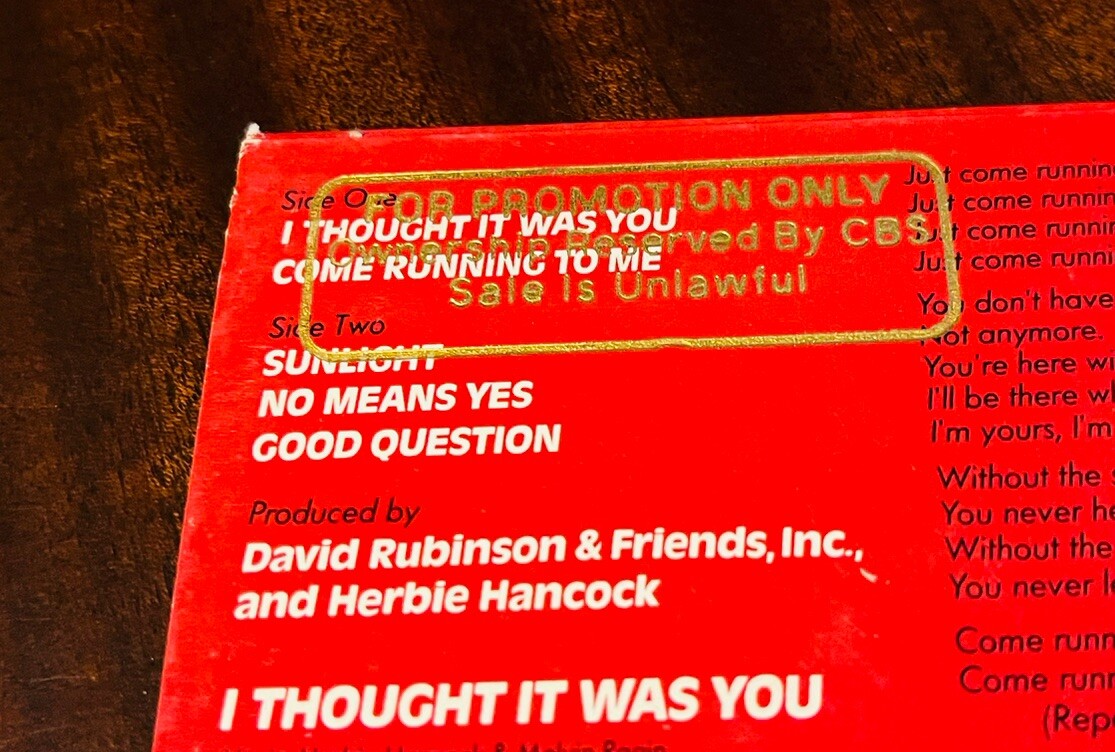 Side One
I THOUGHT IT WAS YOU
COME RUNNING TO ME
FOR PROMOTION ONLY
Ownership Reserved By CBS
Sale Is Unlawful
Side Two
SUNLIGHT
NO MEANS YES
GOOD QUESTION
Produced by
David Rubinson & Friends, Inc.,
and Herbie Hancock
I THOUGHT IT WAS YOU
Just come runnin
Just come runnin
Just come runnin
Just come runni
You don't have
Not anymore.
You're here wi
I'll be there w
I'm yours, I'm
Without the
You never he
Without the
You never l
Come runn
Come runn
(Rep